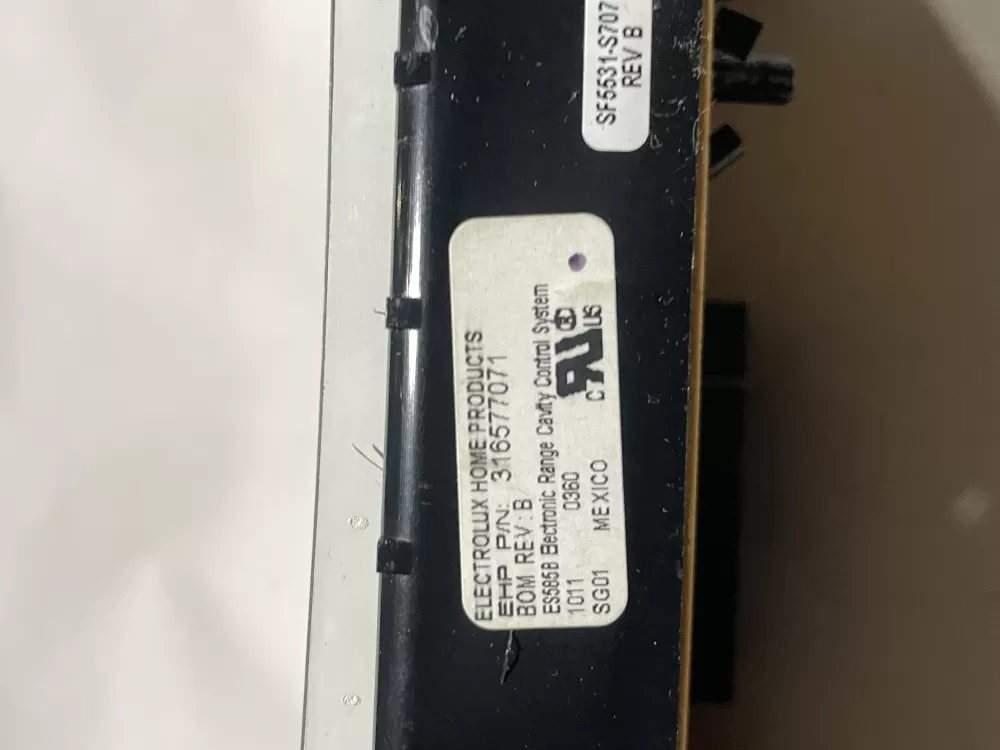 ELECTROLUX HOME PRODUCTS
EHP P/N: 316577071
BOM REV: B
ES585B Electronic Range Cavity Control System
1011 0360
SG01 MEXICO
C RU ® US
SF5531-S707
REV B